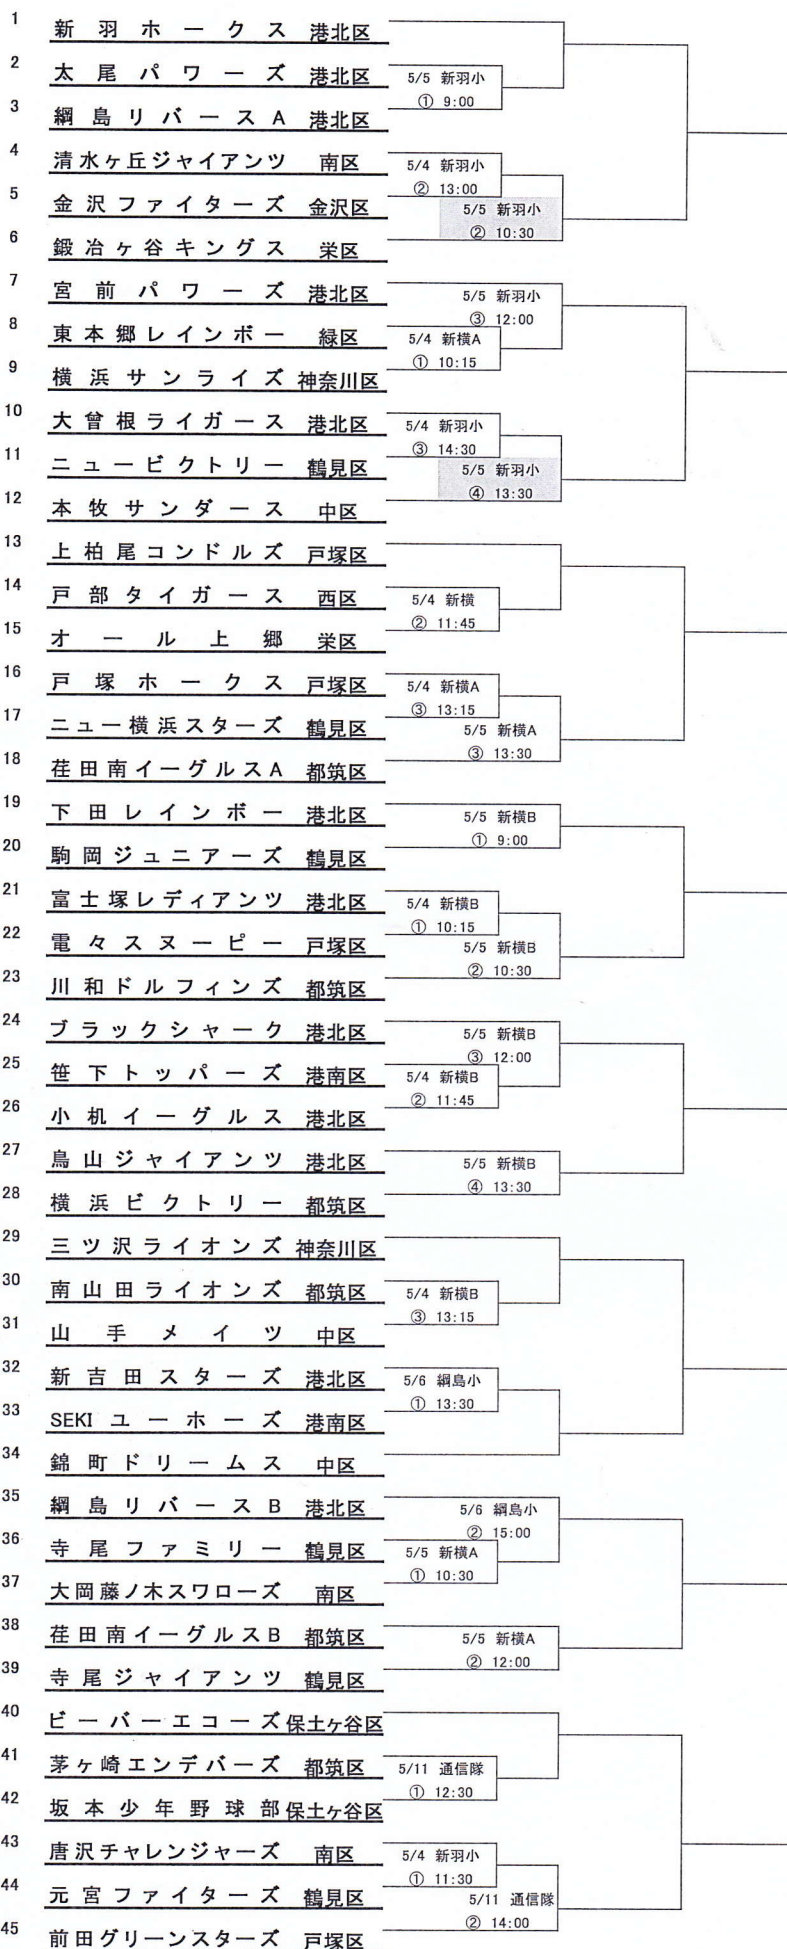 1 新羽ホークス 港北区
2 太尾パワーズ 港北区
5/5 新羽小
① 9:00
3 綱島リバースA 港北区
4 清水ヶ丘ジャイアンツ 南区
5/4 新羽小
② 13:00
5 金沢ファイターズ 金沢区
5/5 新羽小
② 10:30
6 鍛冶ヶ谷キングス 栄区
7 宮前パワーズ 港北区
5/5 新羽小
③ 12:00
8 東本郷レインボー 緑区
5/4 新横A
① 10:15
9 横浜サンライズ 神奈川区
10 大曾根ライガース 港北区
5/4 新羽小
③ 14:30
11 ニュービクトリー 鶴見区
5/5 新羽小
④ 13:30
12 本牧サンダース 中区
13 上柏尾コンドルズ 戸塚区
14 戸部タイガース 西区
5/4 新横
② 11:45
15 オール上郷 栄区
16 戸塚ホークス 戸塚区
5/4 新横A
③ 13:15
17 ニュー横浜スターズ 鶴見区
5/5 新横A
③ 13:30
18 荏田南イーグルスA 都筑区
19 下田レインボー 港北区
5/5 新横B
① 9:00
20 駒岡ジュニアーズ 鶴見区
21 富士塚レディアンツ 港北区
5/4 新横B
① 10:15
22 電々スヌーピー 戸塚区
5/5 新横B
② 10:30
23 川和ドルフィンズ 都筑区
24 ブラックシャーク 港北区
5/5 新横B
③ 12:00
25 笹下トッパーズ 港南区
5/4 新横B
② 11:45
26 小机イーグルス 港北区
27 鳥山ジャイアンツ 港北区
5/5 新横B
④ 13:30
28 横浜ビクトリー 都筑区
29 三ツ沢ライオンズ 神奈川区
30 南山田ライオンズ 都筑区
5/4 新横B
③ 13:15
31 山手メイツ 中区
32 新吉田スターズ 港北区
5/6 綱島小
① 13:30
33 SEKIユーホーズ 港南区
34 錦町ドリームス 中区
35 綱島リバースB 港北区
5/6 綱島小
② 15:00
36 寺尾ファミリー 鶴見区
5/5 新横A
① 10:30
37 大岡藤ノ木スワローズ 南区
38 荏田南イーグルスB 都筑区
5/5 新横A
② 12:00
39 寺尾ジャイアンツ 鶴見区
40 ビーバーエコーズ 保土ヶ谷区
41 茅ヶ崎エンデバーズ 都筑区
5/11 通信隊
① 12:30
42 坂本少年野球部 保土ヶ谷区
43 唐沢チャレンジャーズ 南区
5/4 新羽小
① 11:30
44 元宮ファイターズ 鶴見区
5/11 通信隊
② 14:00
45 前田グリーンスターズ 戸塚区